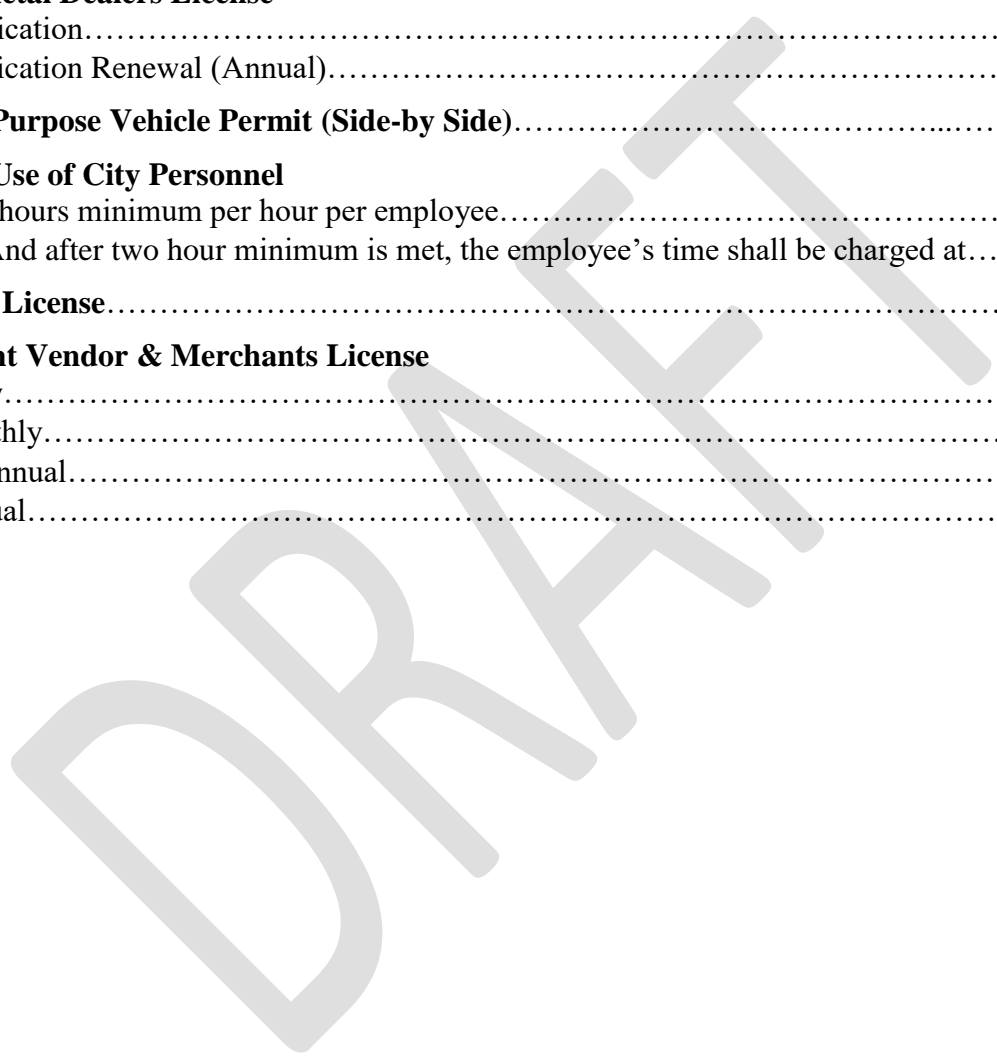 etal Dealers License
ication……………………………………………………………………………
ication Renewal (Annual)………………………………………………………
Purpose Vehicle Permit (Side-by Side)…………………………………...….
Use of City Personnel
hours minimum per hour per employee…………………………………………
And after two hour minimum is met, the employee’s time shall be charged at…
License…………………………………………………………………….……
nt Vendor & Merchants License
y…………………………………………………………………………………
thly………………………………………………………………………………
nnual……………………………………………………………………………
ual…………………………………………………………………………………
DRAFT